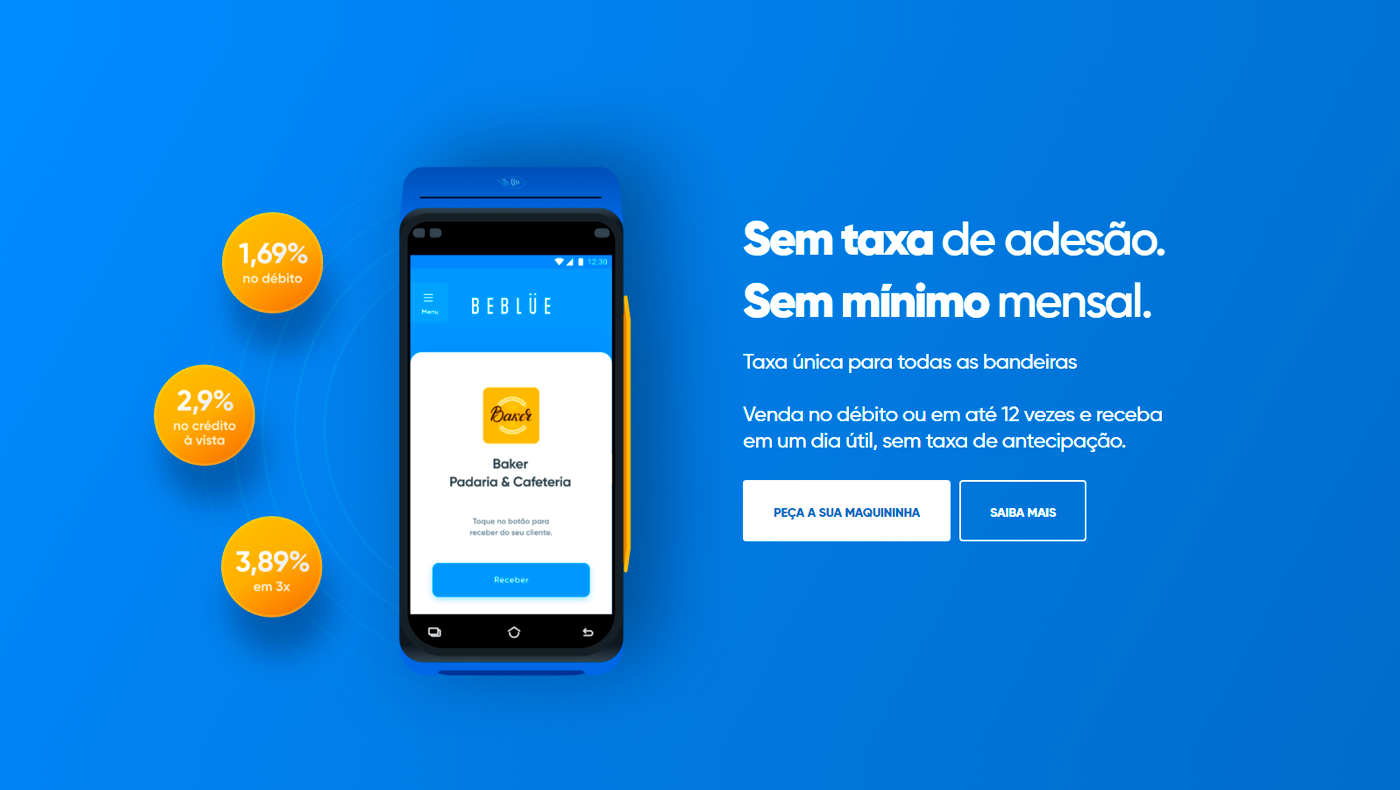 1,69%
no débito
2,9%
no crédito
à vista
3,89%
em 3x
12:30
Menu
BEBLÜE
Baker
Baker
Padaria & Cafeteria
Toque no botão para
receber do seu cliente.
Receber
Sem taxa de adesão.
Sem mínimo mensal.
Taxa única para todas as bandeiras
Venda no débito ou em até 12 vezes e receba
em um dia útil, sem taxa de antecipação.
PEÇA A SUA MAQUININHA
SAIBA MAIS